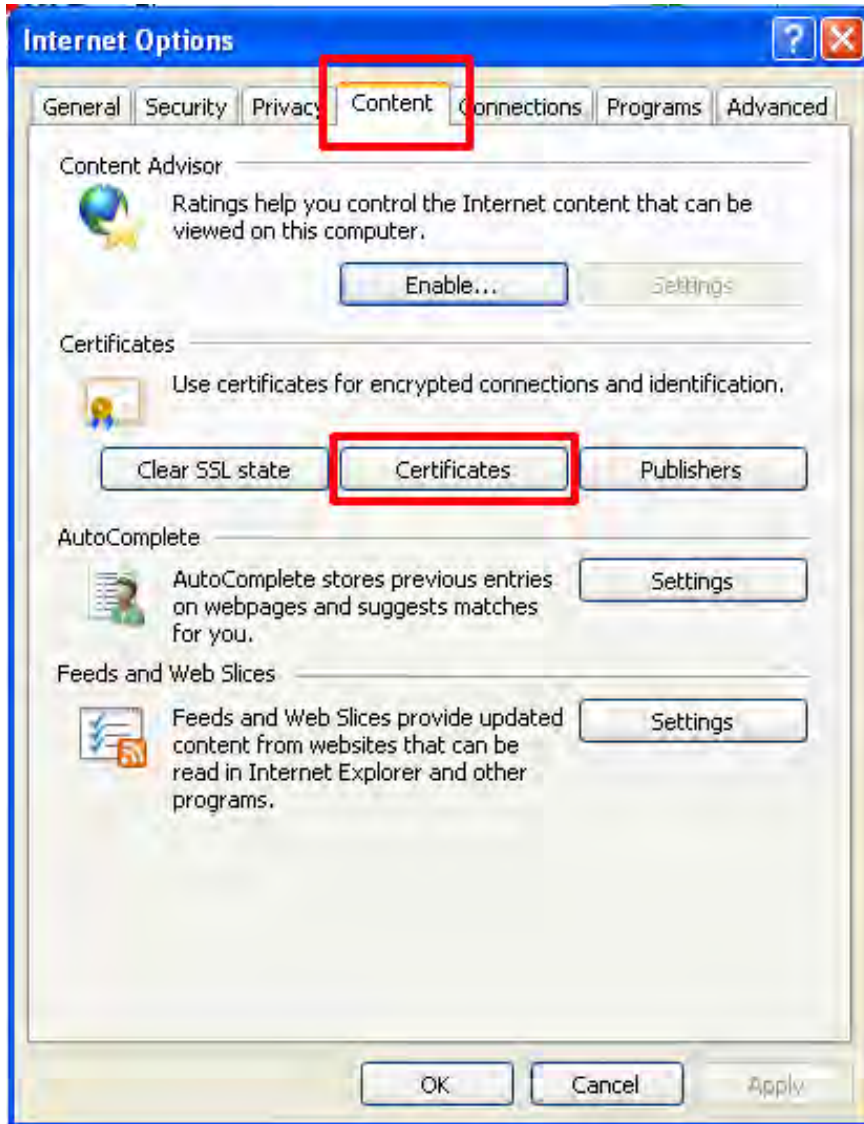 Internet Options
General Security Privacy Content Connections Programs Advanced
Content Advisor
Ratings help you control the Internet content that can be
viewed on this computer.
Enable... Settings
Certificates
Use certificates for encrypted connections and identification.
Clear SSL state Certificates Publishers
AutoComplete
AutoComplete stores previous entries
on webpages and suggests matches
for you.
Settings
Feeds and Web Slices
Feeds and Web Slices provide updated
content from websites that can be
read in Internet Explorer and other
programs.
Settings
OK Cancel Apply